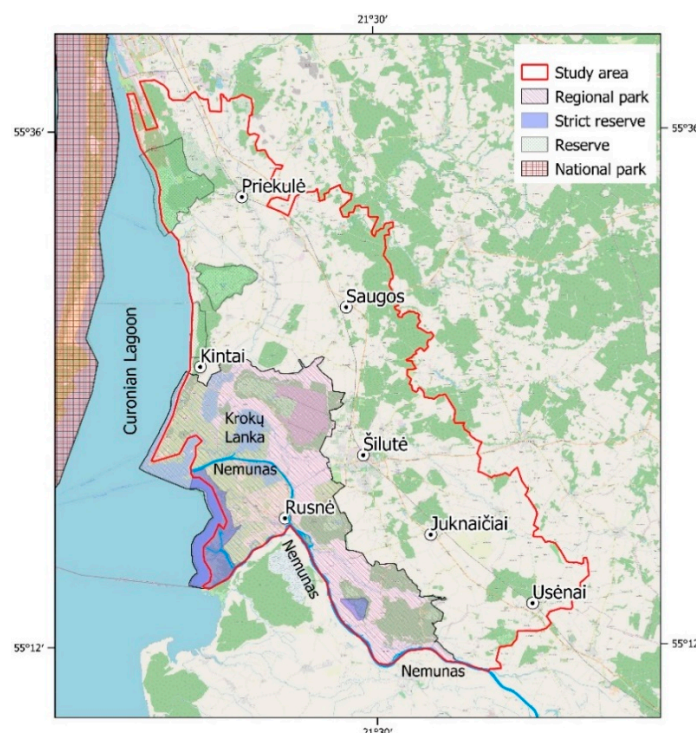 21°30'
Study area
Regional park
Strict reserve
Reserve
National park
55°36'
55°36'
Priekulė
Saugos
Curonian Lagoon
Kintai
Krokų
Lanka
Šilutė
Nemunas
Rusnė
Juknaičiai
Nemunas
Usėnai
55°12'
55°12'
Nemunas
21°30'